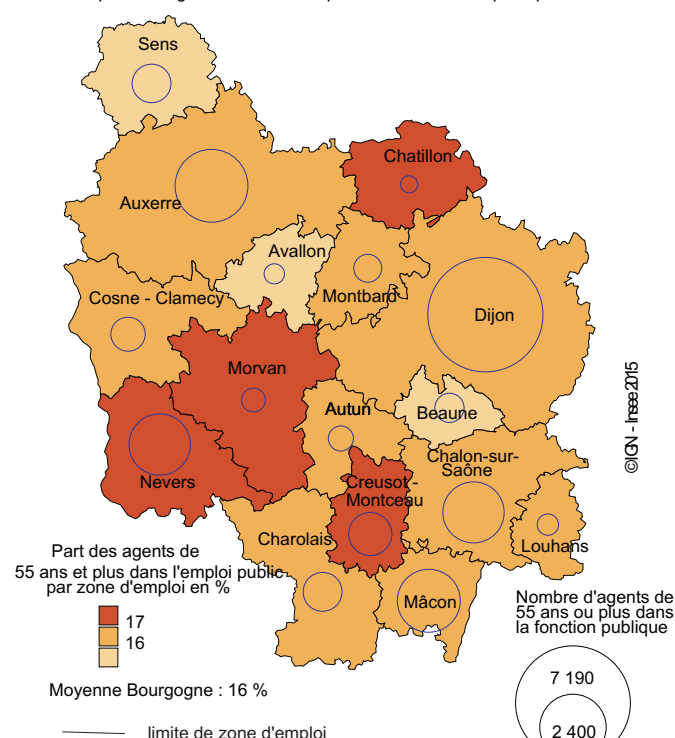 Sens
Chatillon
Auxerre
Avallon
Cosne - Clamecy
Montbard
Dijon
Morvan
Autun
Beaune
©IGN - Insee 2015
Chalon-sur-
Saône
Nevers
Creusot -
Montceau
Charolais
Louhans
Mâcon
Part des agents de
55 ans et plus dans l'emploi public
par zone d'emploi en %
17
16
Moyenne Bourgogne : 16 %
limite de zone d'emploi
Nombre d'agents de
55 ans ou plus dans
la fonction publique
7 190
2 400